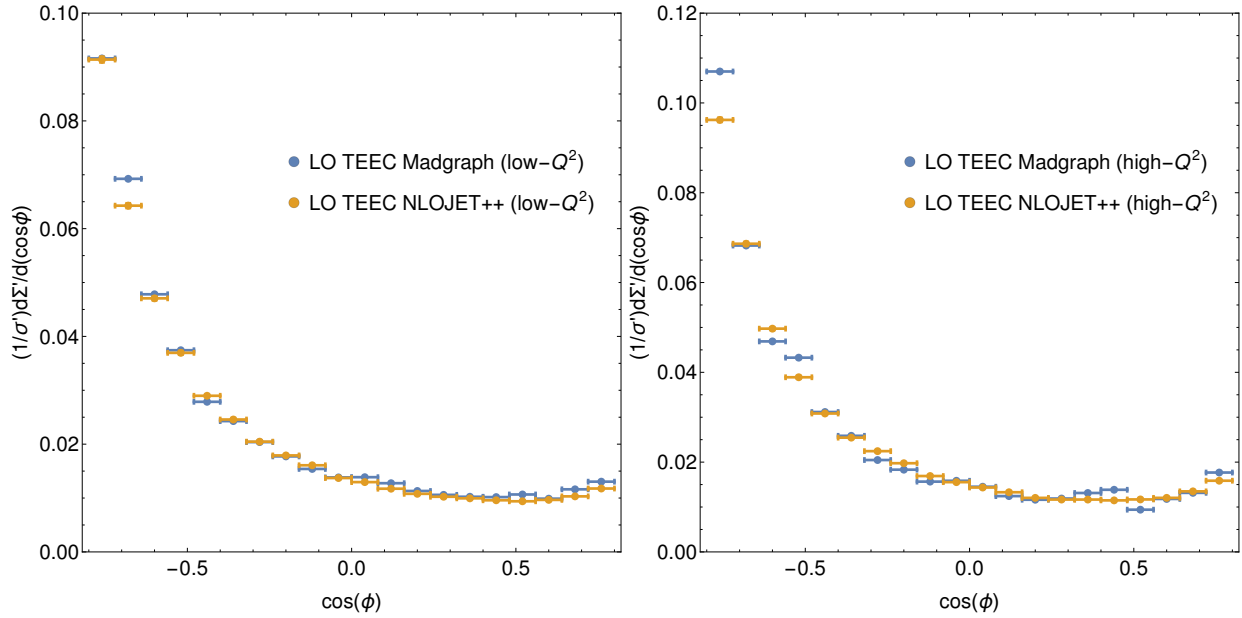 0.10
0.08
0.06
0.04
0.02
0.00
(1/σ')dΣ'/d(cosϕ)
LO TEEC Madgraph (low−Q²)
LO TEEC NLOJET++ (low−Q²)
−0.5
0.0
0.5
cos(ϕ)
0.12
0.10
0.08
0.06
0.04
0.02
0.00
(1/σ')dΣ'/d(cosϕ)
LO TEEC Madgraph (high−Q²)
LO TEEC NLOJET++ (high−Q²)
−0.5
0.0
0.5
cos(ϕ)